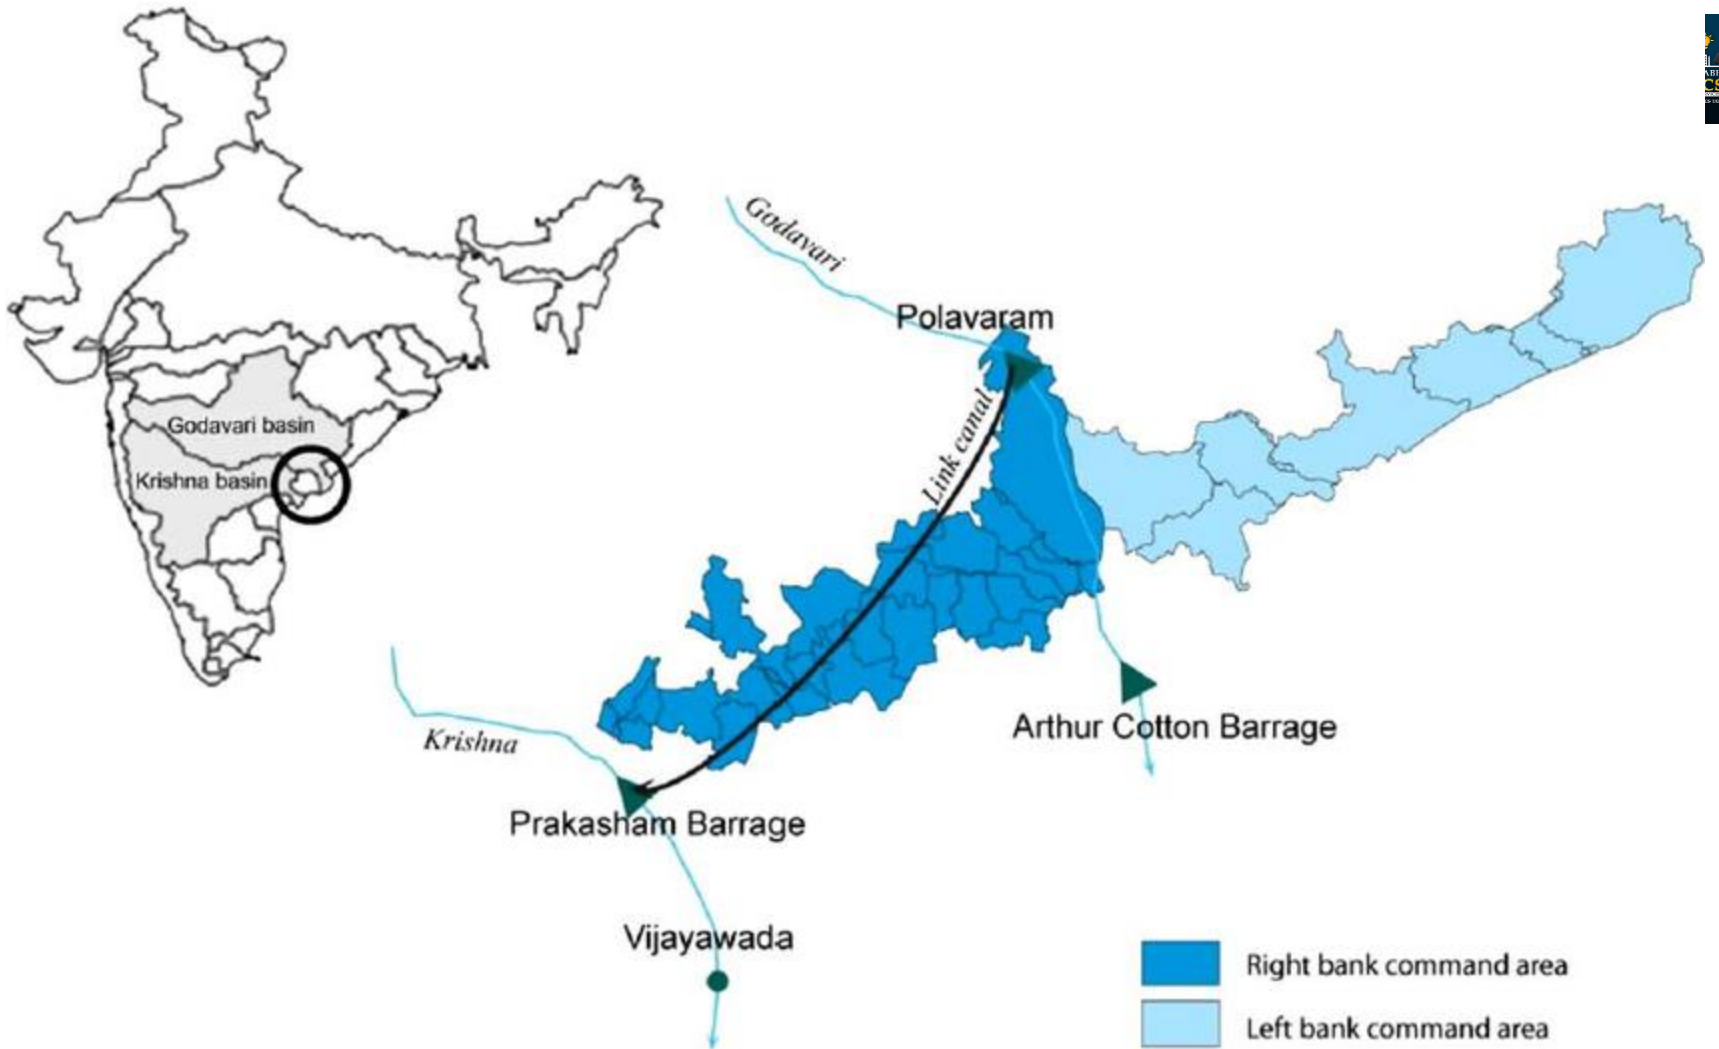 Godavari
Polavaram
Link canal
Godavari basin
Krishna basin
Krishna
Arthur Cotton Barrage
Prakasham Barrage
Vijayawada
Right bank command area
Left bank command area